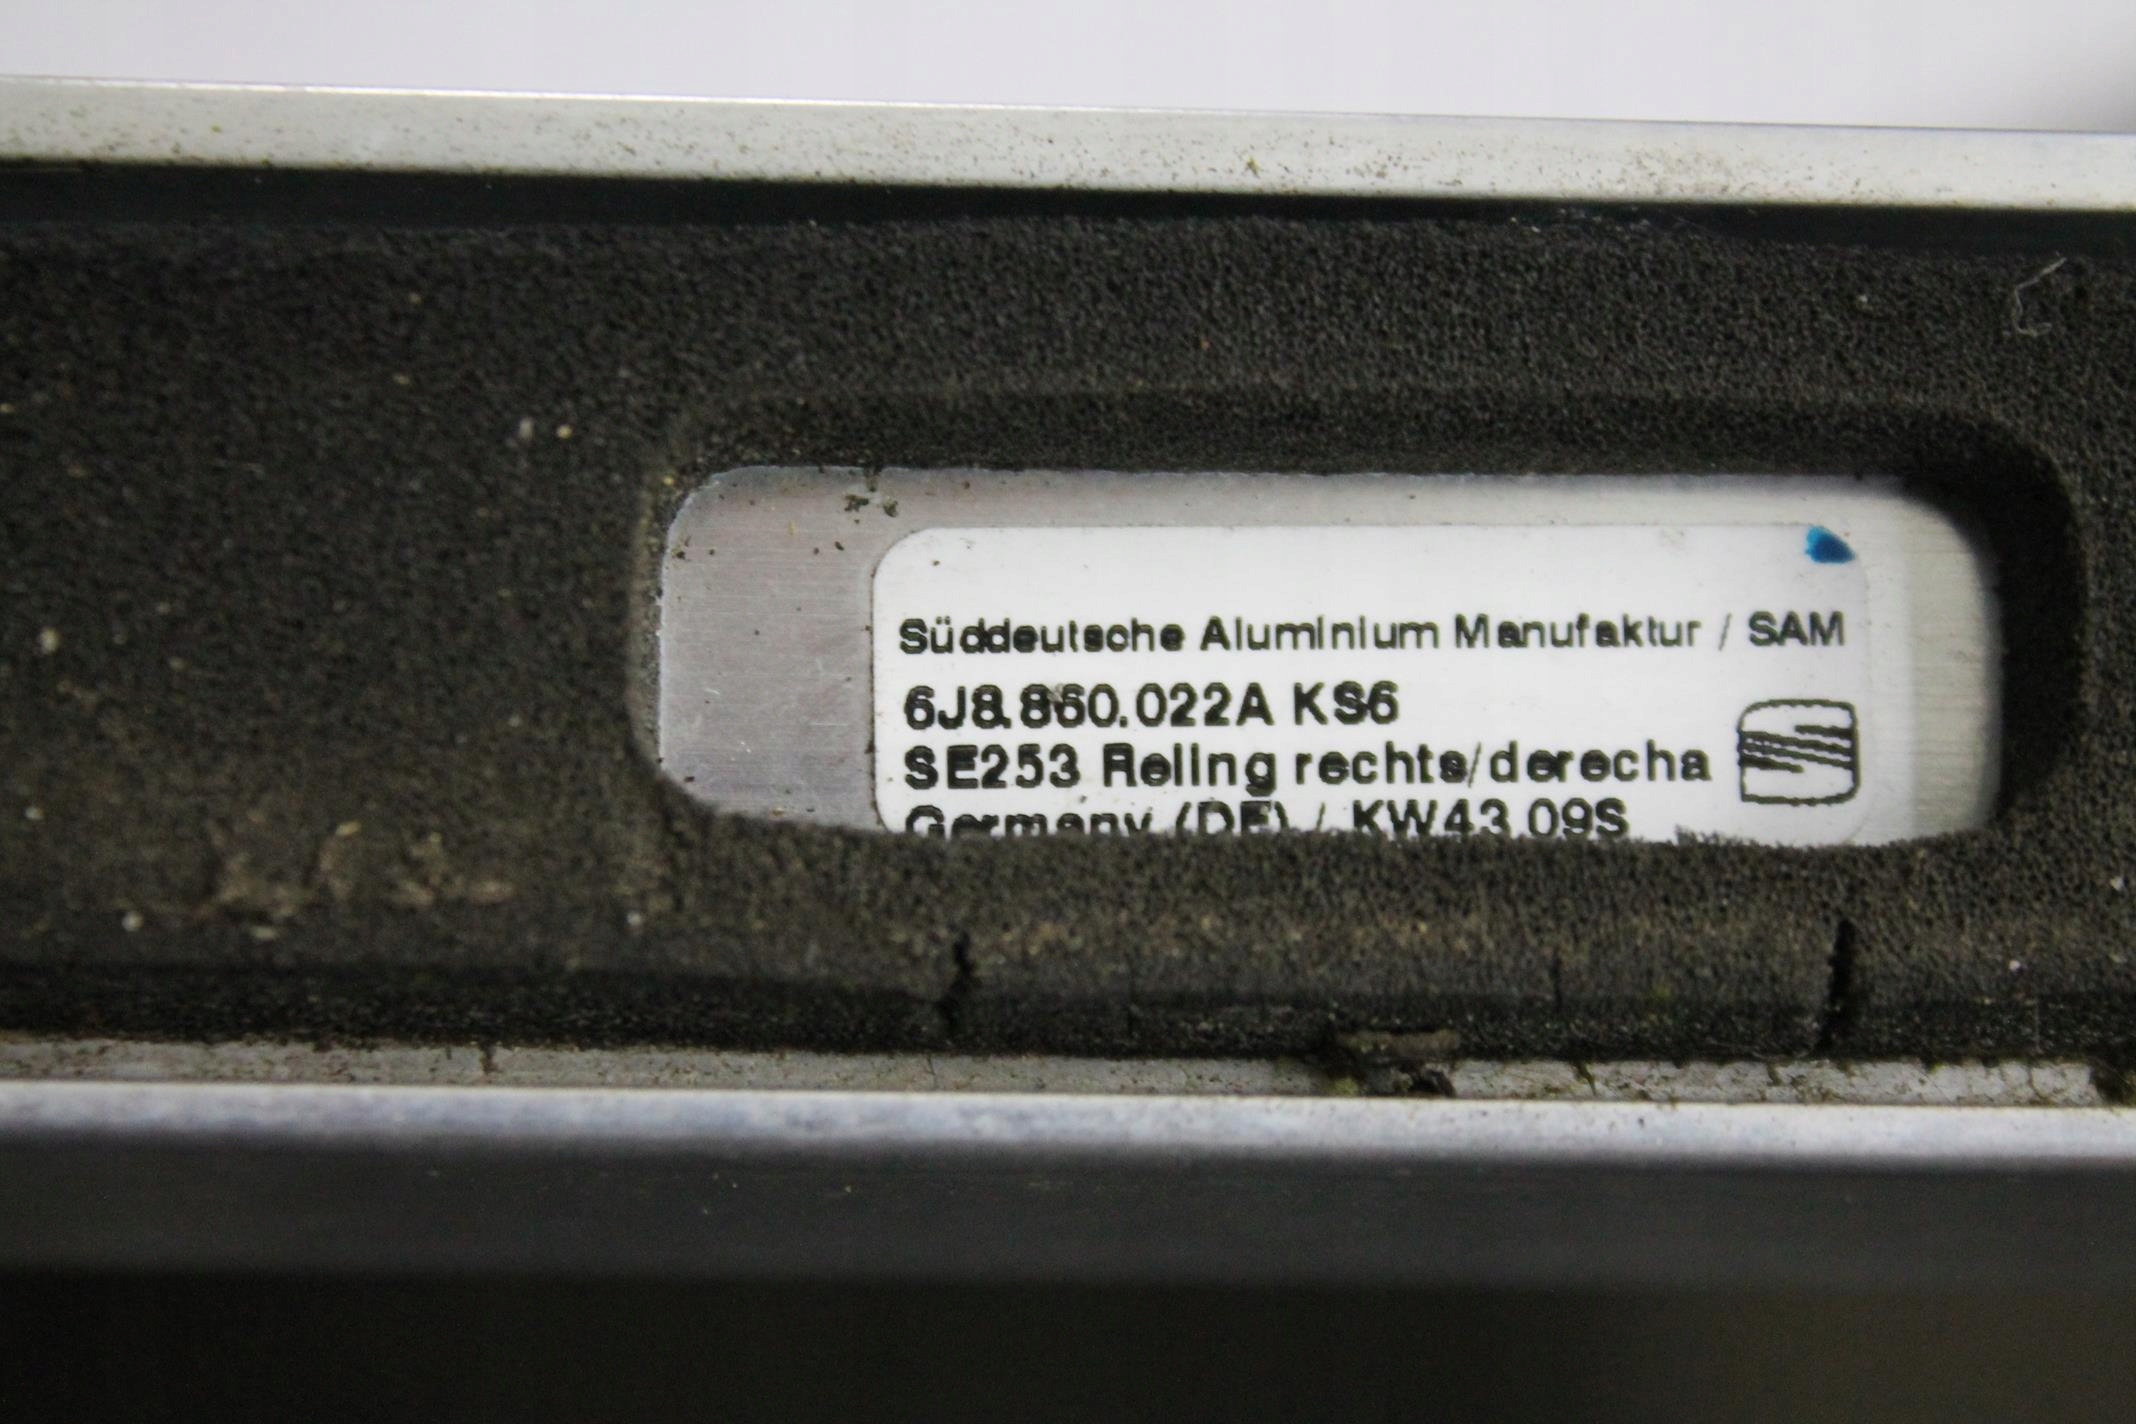 Süddeutsche Aluminium Manufaktur / SAM
6J8.860.022A KS6
SE253 Reling rechts/derecha
Germany (DE) / KW43 09S